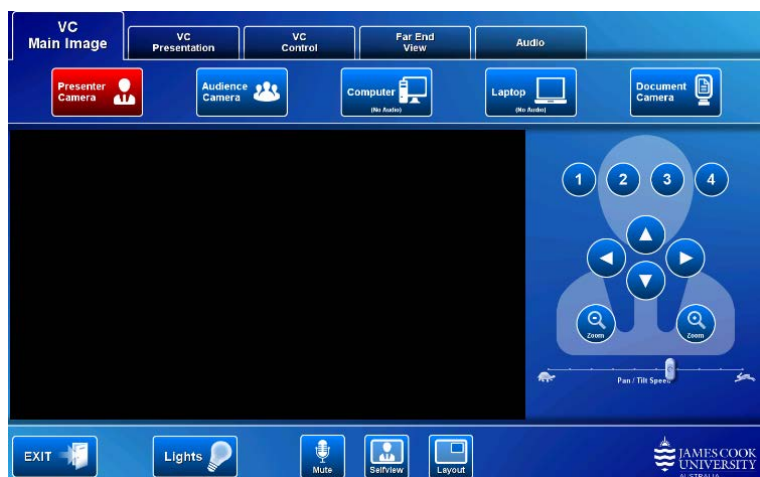 VC
Main Image
VC
Presentation
VC
Control
Far End
View
Audio
Presenter
Camera
Audience
Camera
Computer
(No Audio)
Laptop
(No Audio)
Document
Camera
1 2 3 4
Zoom
Zoom
Pan / Tilt Speed
EXIT
Lights
Mute
Selfview
Layout
JAMES COOK
UNIVERSITY
AUSTRALIA